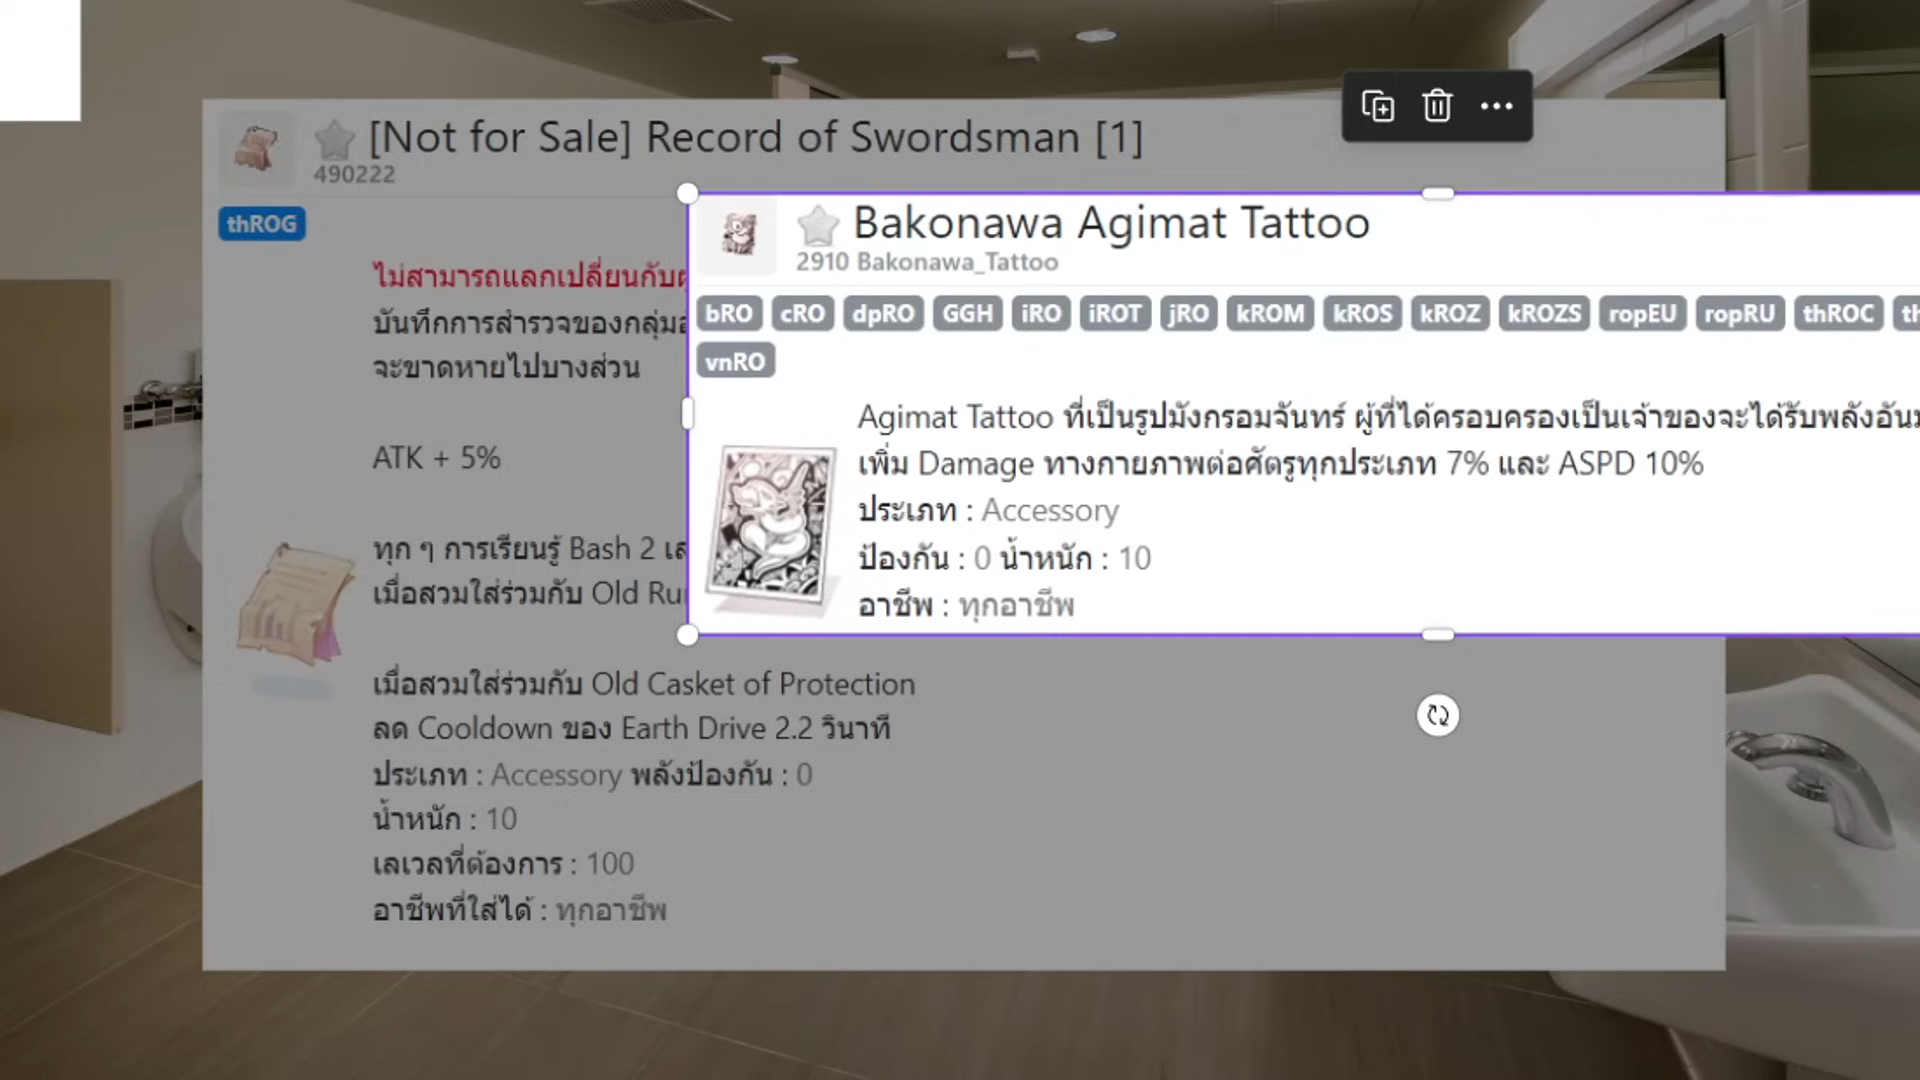 [Not for Sale] Record of Swordsman [1]
490222
thROG
ไม่สามารถแลกเปลี่ยนกับ
บันทึกการสำรวจของกลุ่ม
จะขาดหายไปบางส่วน
ATK + 5%
ทุก ๆ การเรียนรู้ Bash 2
เมื่อสวมใส่ร่วมกับ Old
เมื่อสวมใส่ร่วมกับ Old Casket of Protection
ลด Cooldown ของ Earth Drive 2.2 วินาที
ประเภท : Accessory พลังป้องกัน : 0
น้ำหนัก : 10
เลเวลที่ต้องการ : 100
อาชีพที่ใส่ได้ : ทุกอาชีพ
Bakonawa Agimat Tattoo
2910 Bakonawa_Tattoo
bRO cRO dpRO GGH iRO iROT jRO kROM kROS kROZ kROZS ropEU ropRU thROC
vnRO
Agimat Tattoo ที่เป็นรูปมังกรอมจันทร์ ผู้ที่ได้ครอบครองเป็นเจ้าของจะได้รับพลัง
เพิ่ม Damage ทางกายภาพต่อศัตรูทุกประเภท 7% และ ASPD 10%
ประเภท : Accessory
ป้องกัน : 0 น้ำหนัก : 10
อาชีพ : ทุกอาชีพ